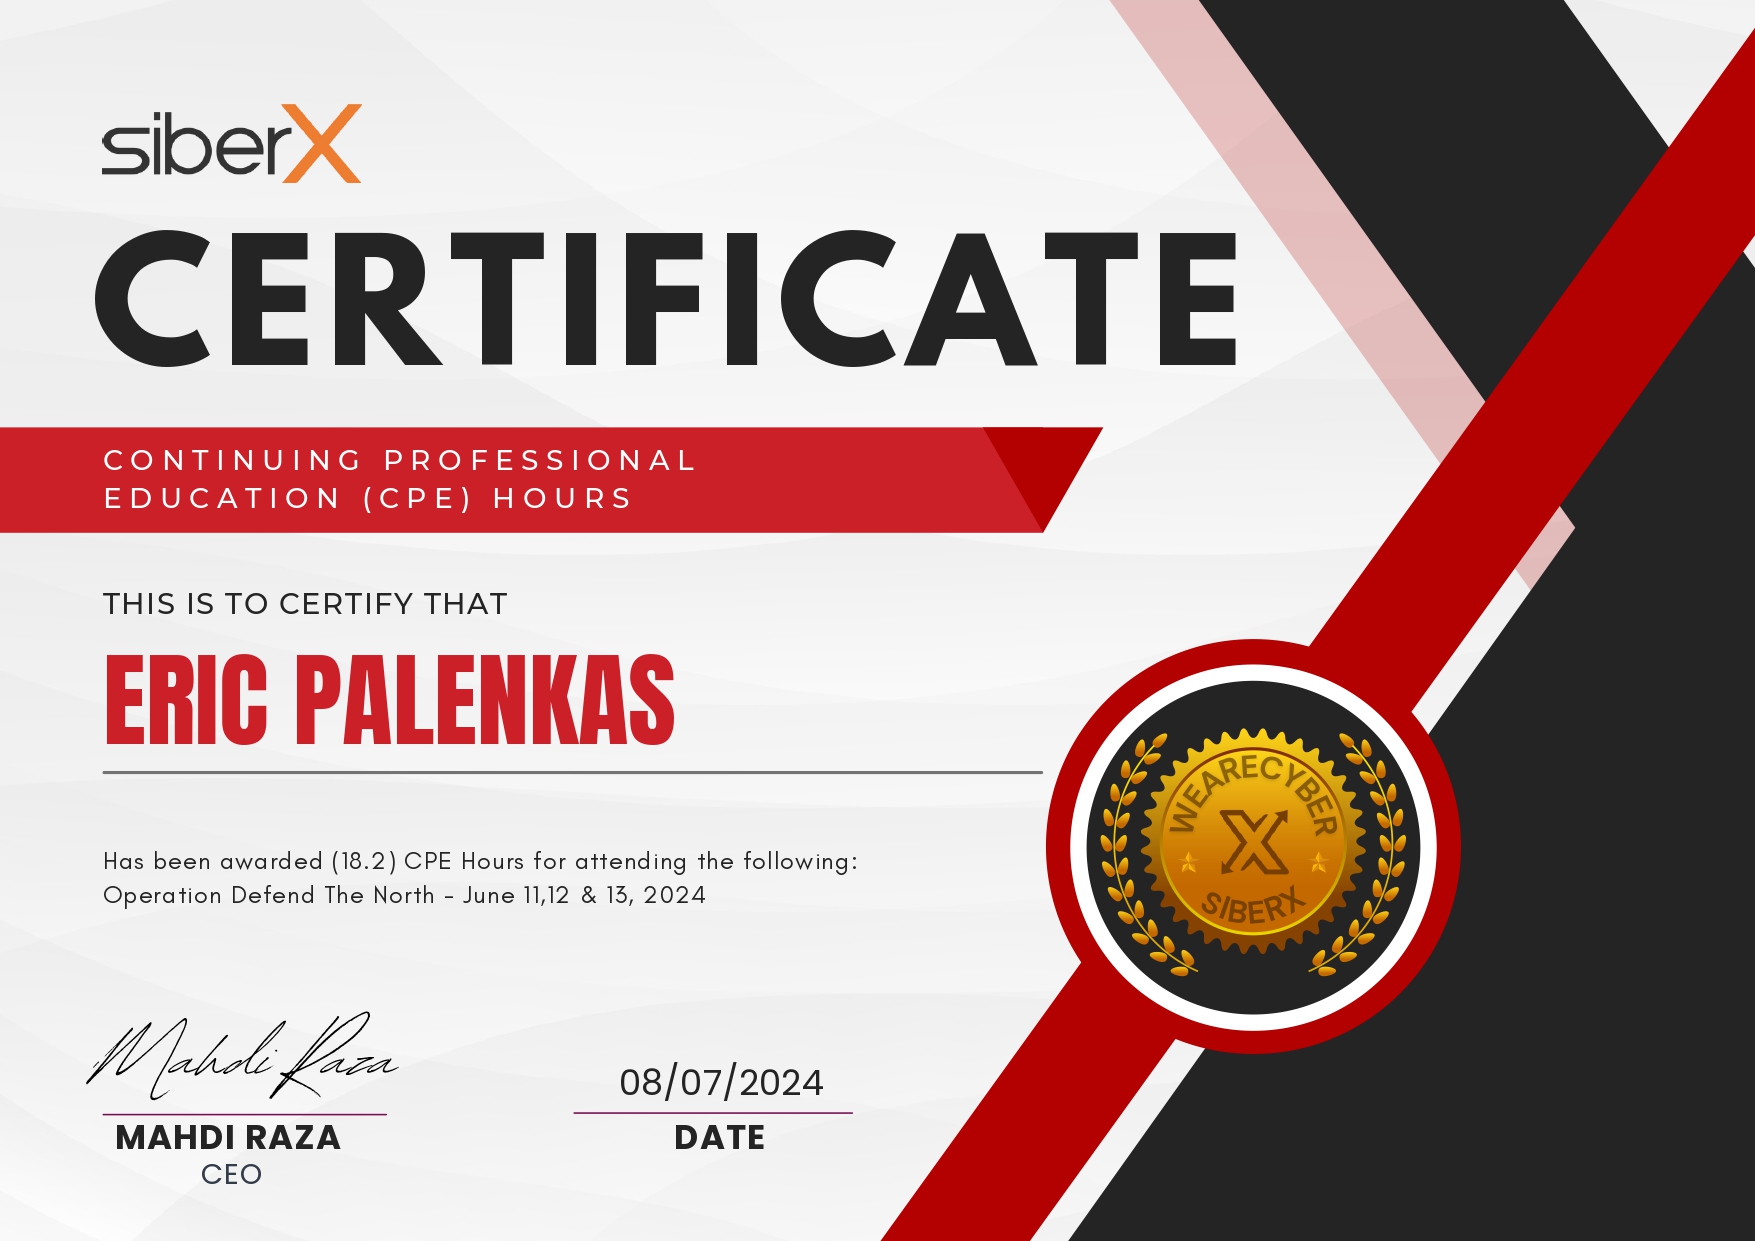 siberX
CERTIFICATE
CONTINUING PROFESSIONAL
EDUCATION (CPE) HOURS
THIS IS TO CERTIFY THAT
ERIC PALENKAS
Has been awarded (18.2) CPE Hours for attending the following:
Operation Defend The North - June 11,12 & 13, 2024
WEARECYBER
X
SIBERX
Mahdi Raza
08/07/2024
MAHDI RAZA
DATE
CEO